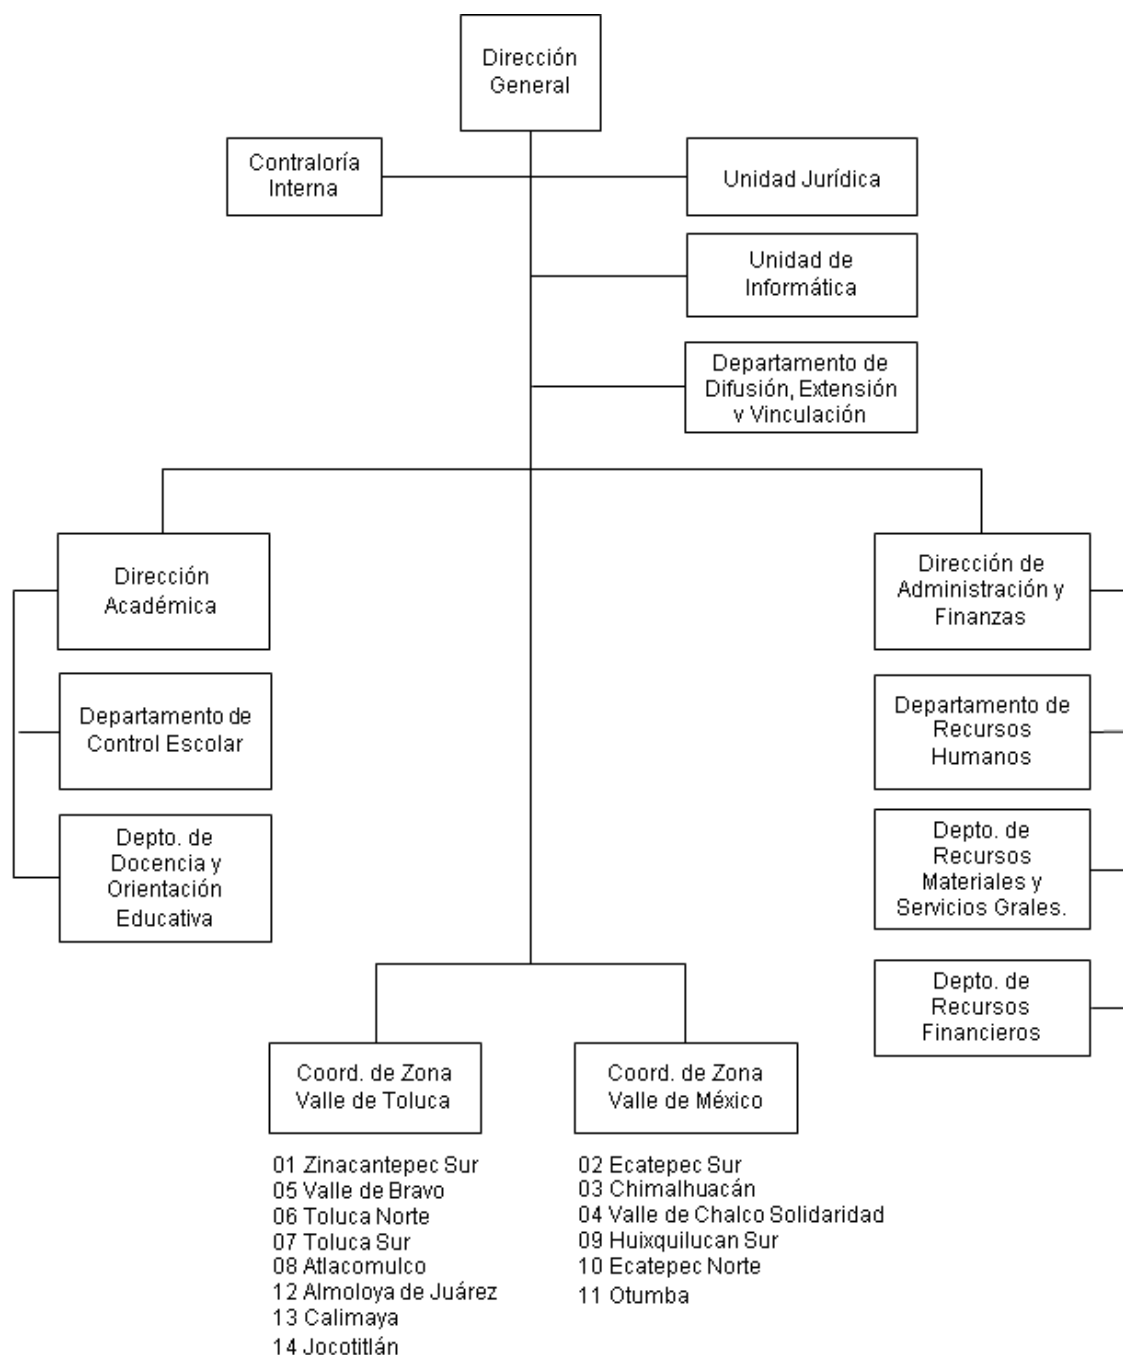 Dirección
General
Contraloría
Interna
Unidad Jurídica
Unidad de
Informática
Departamento de
Difusión, Extensión
y Vinculación
Dirección
Académica
Departamento de
Control Escolar
Depto. de
Docencia y
Orientación
Educativa
Dirección de
Administración y
Finanzas
Departamento de
Recursos
Humanos
Depto. de
Recursos
Materiales y
Servicios Grales.
Depto. de
Recursos
Financieros
Coord. de Zona
Valle de Toluca
01 Zinacantepec Sur
05 Valle de Bravo
06 Toluca Norte
07 Toluca Sur
08 Atlacomulco
12 Almoloya de Juárez
13 Calimaya
14 Jocotitlán
Coord. de Zona
Valle de México
02 Ecatepec Sur
03 Chimalhuacán
04 Valle de Chalco Solidaridad
09 Huixquilucan Sur
10 Ecatepec Norte
11 Otumba